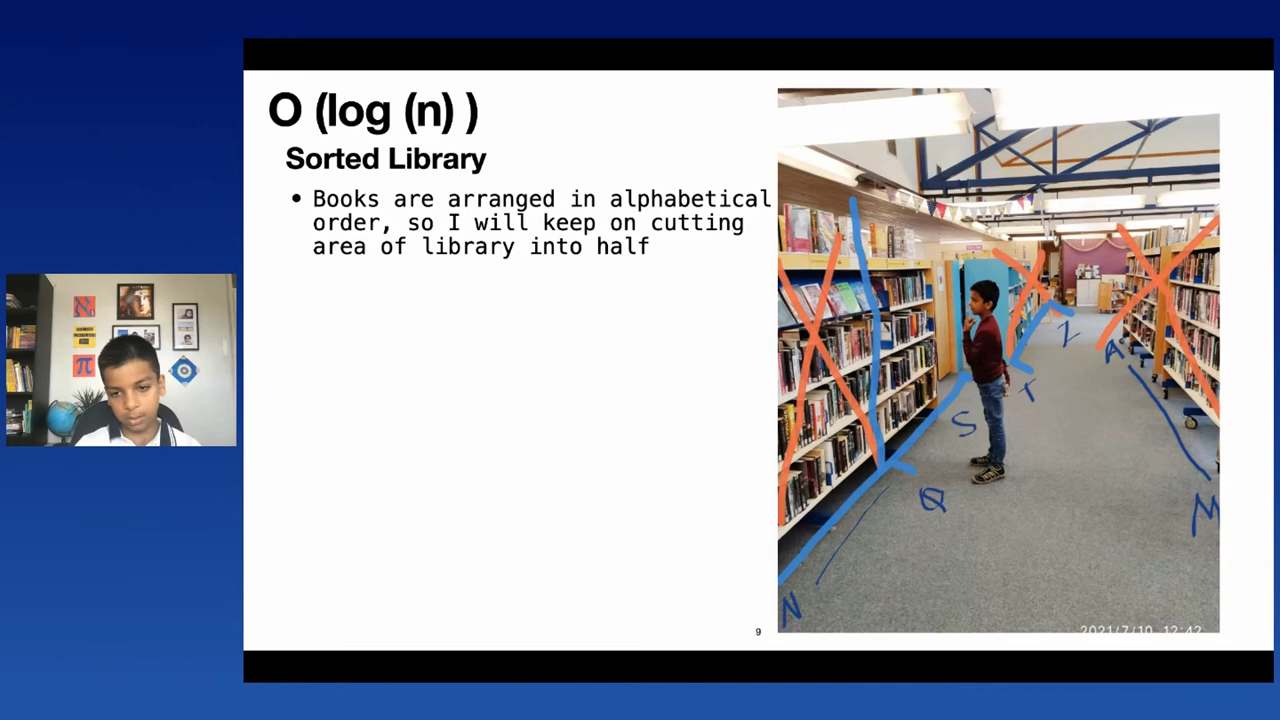 O (log (n) )
Sorted Library
• Books are arranged in alphabetical
order, so I will keep on cutting
area of library into half
Z
A
T
S
Q
M
N
π
9
2021/7/10 12:42